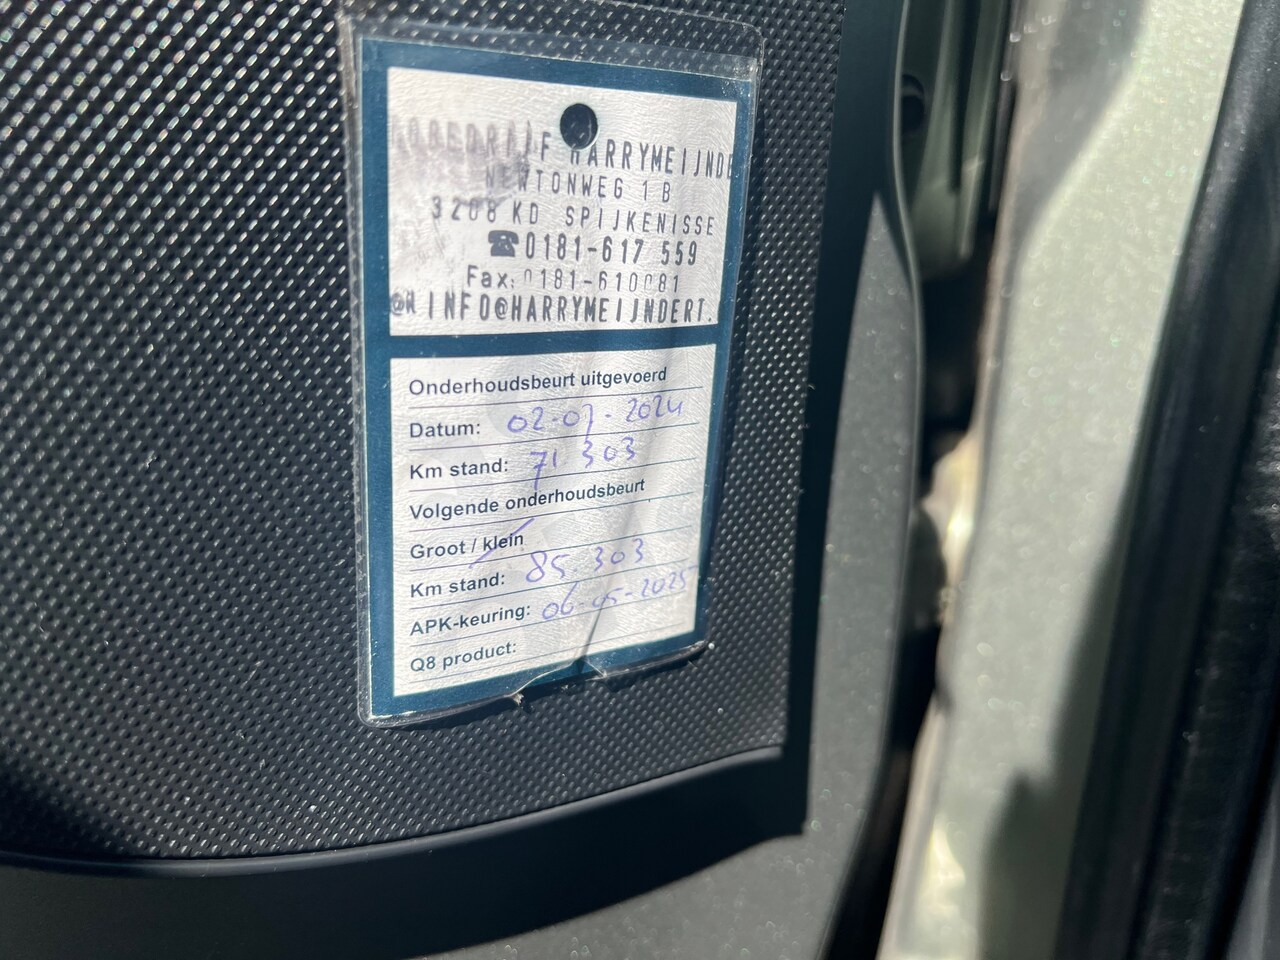 HARRYMEIJNDE
NEWTONWEG 1 B
3208 KD SPIJKENISSE
☎0181-617 559
Fax: 0181-610081
INFO@HARRYMEIJNDERT.
Onderhoudsbeurt uitgevoerd
Datum: 02-07-2024
Km stand: 71 303
Volgende onderhoudsbeurt
Groot / klein
Km stand: 85.303
APK-keuring: 06-05-2025
Q8 product: